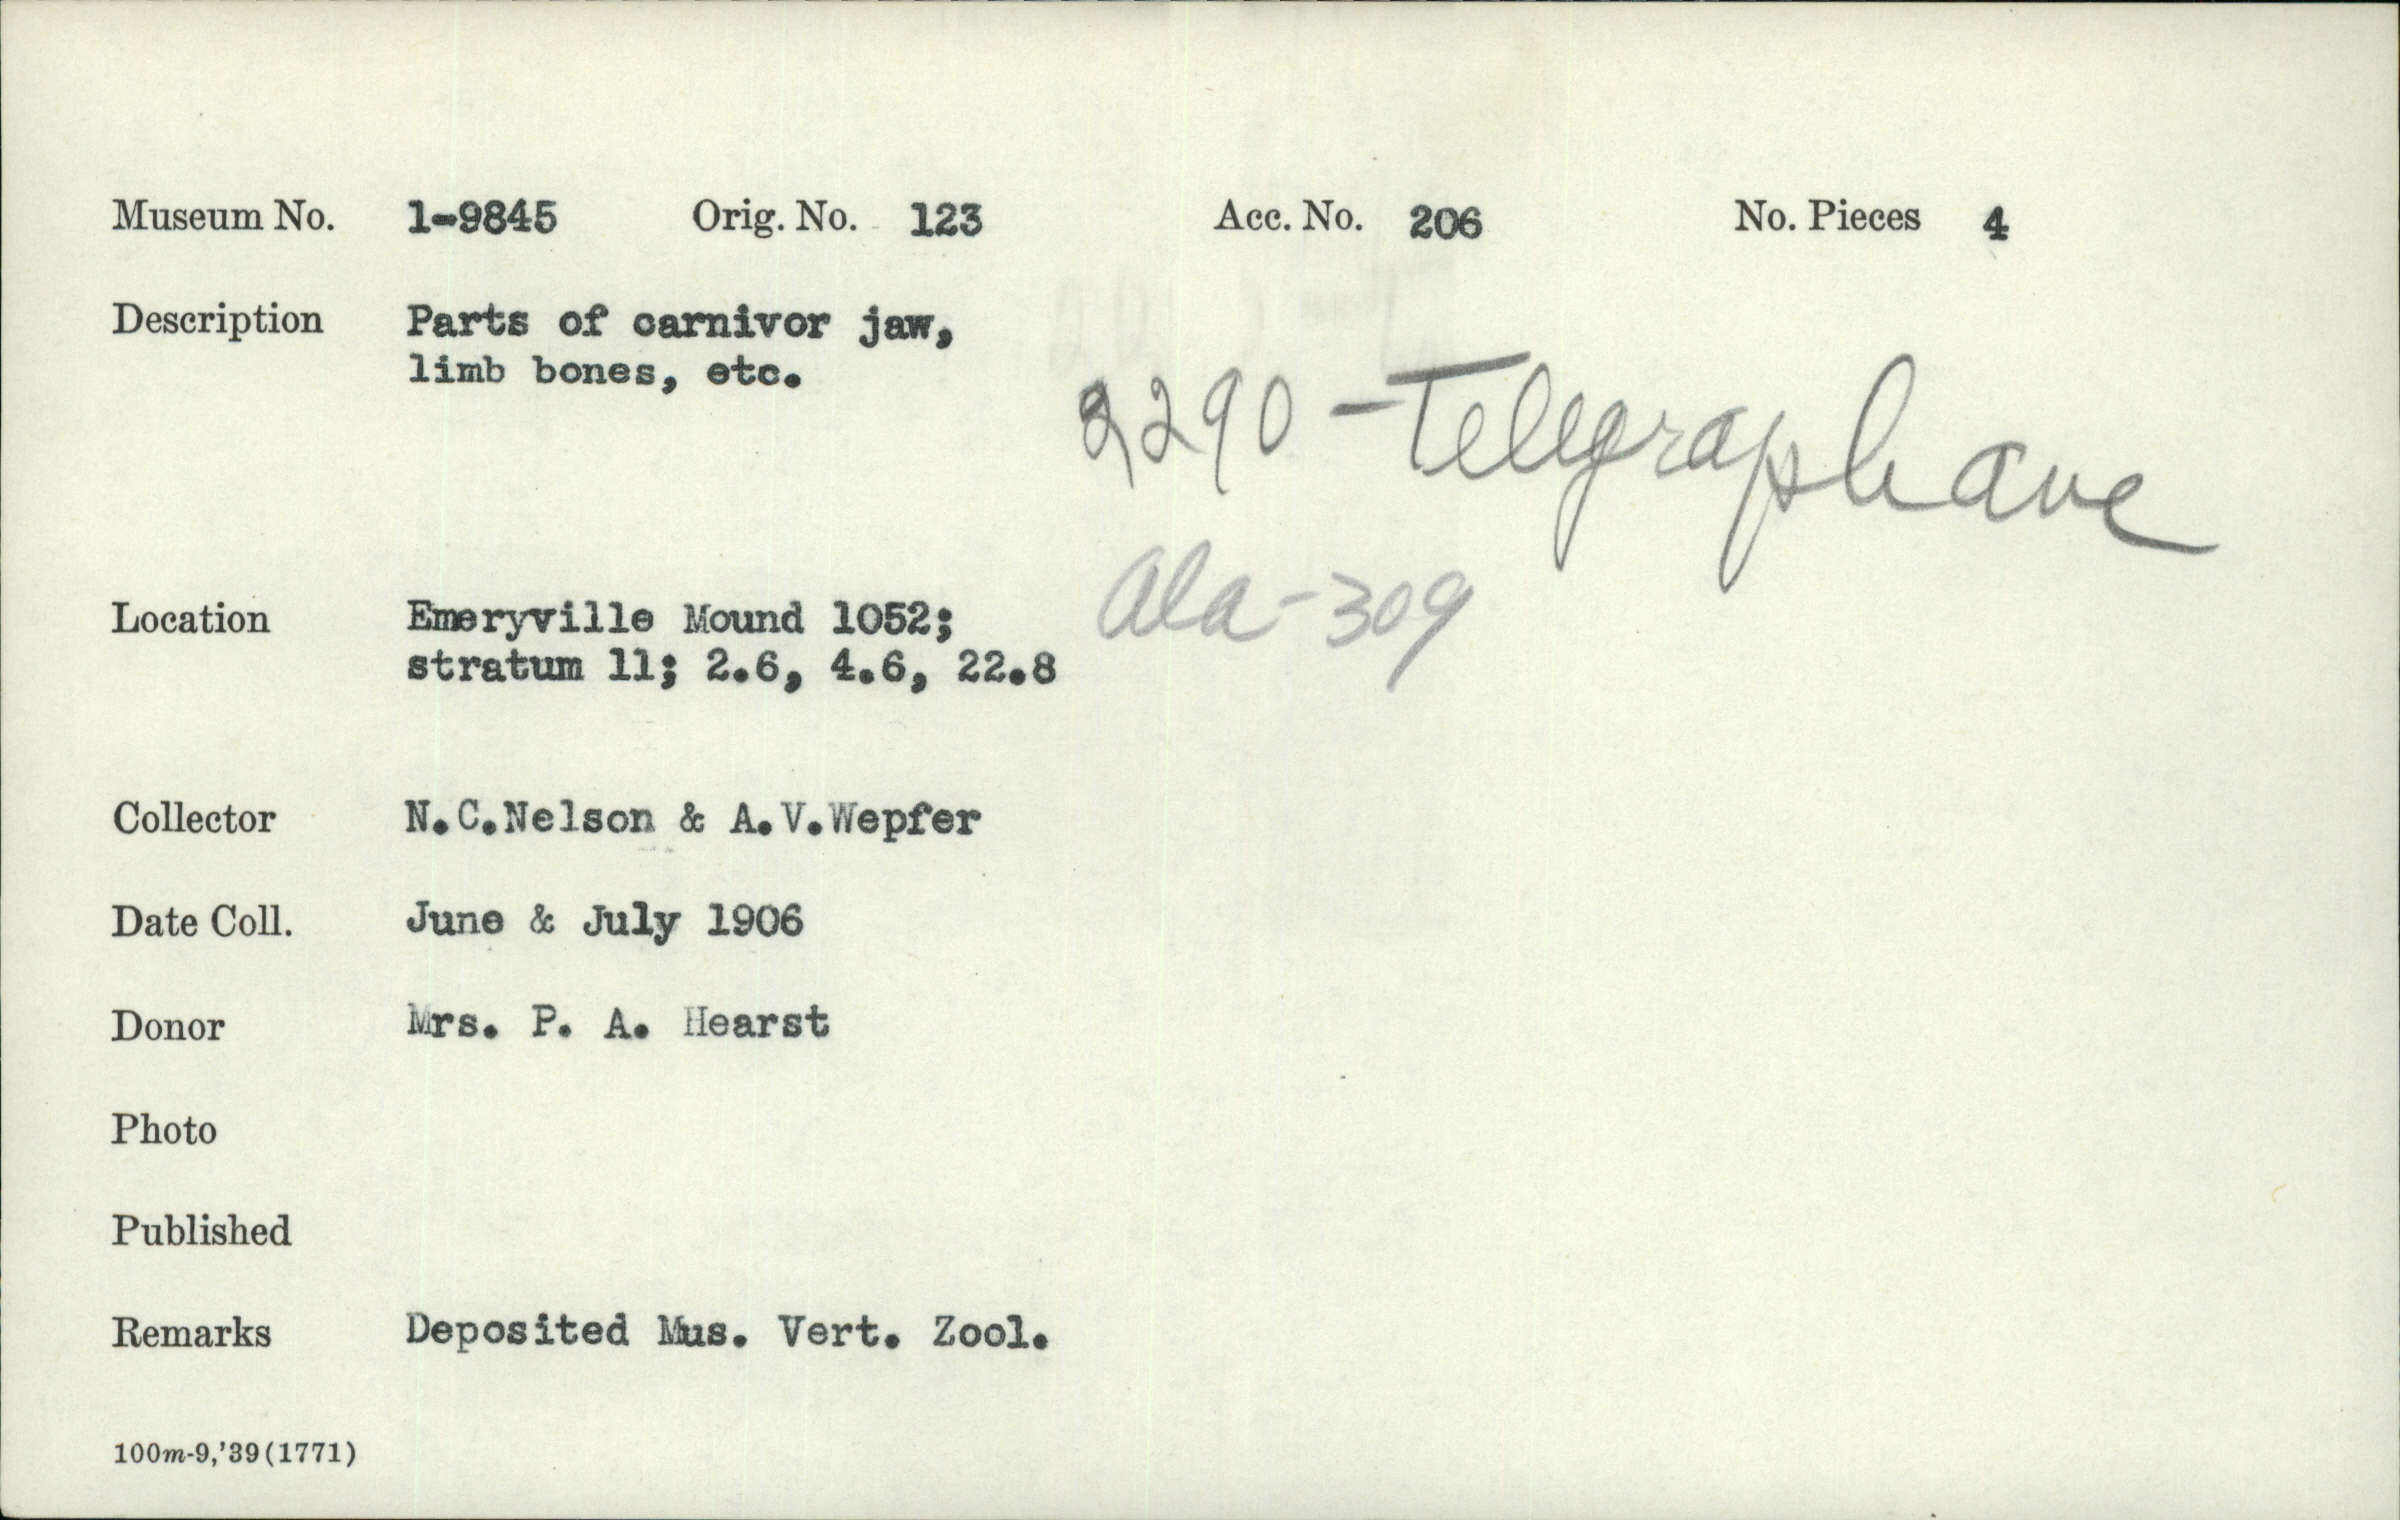 Museum No. 1-9845 Orig. No. 123 Acc. No. 206 No. Pieces 4
Description Parts of carnivor jaw,
limb bones, etc.
2290 - Telegraph ave
Ala-309
Location Emeryville Mound 1052;
stratum 11; 2.6, 4.6, 22.8
Collector N.C.Nelson & A.V.Wepfer
Date Coll. June & July 1906
Donor Mrs. P. A. Hearst
Photo
Published
Remarks Deposited Mus. Vert. Zool.
100m-9,'39(1771)